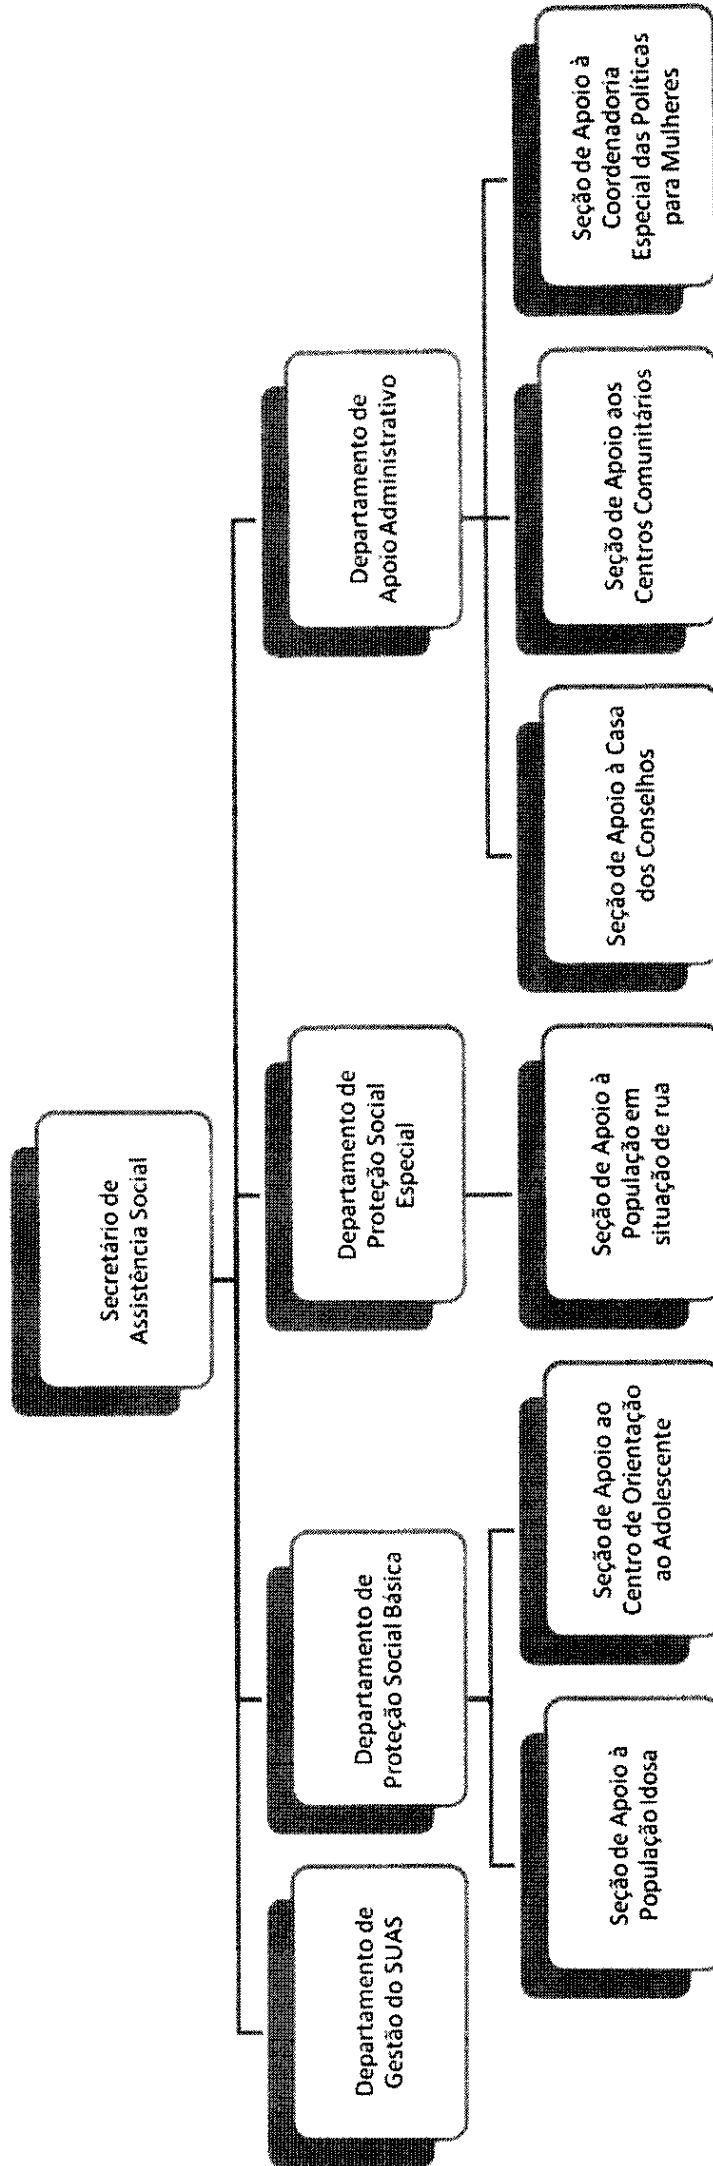 Secretário de
Assistência Social
Departamento de
Gestão do SUAS
Departamento de
Proteção Social Básica
Departamento de
Proteção Social
Especial
Departamento de
Apoio Administrativo
Seção de Apoio à
População Idosa
Seção de Apoio ao
Centro de Orientação
ao Adolescente
Seção de Apoio à
População em
situação de rua
Seção de Apoio à Casa
dos Conselhos
Seção de Apoio aos
Centros Comunitários
Seção de Apoio à
Coordenadoria
Especial das Políticas
para Mulheres